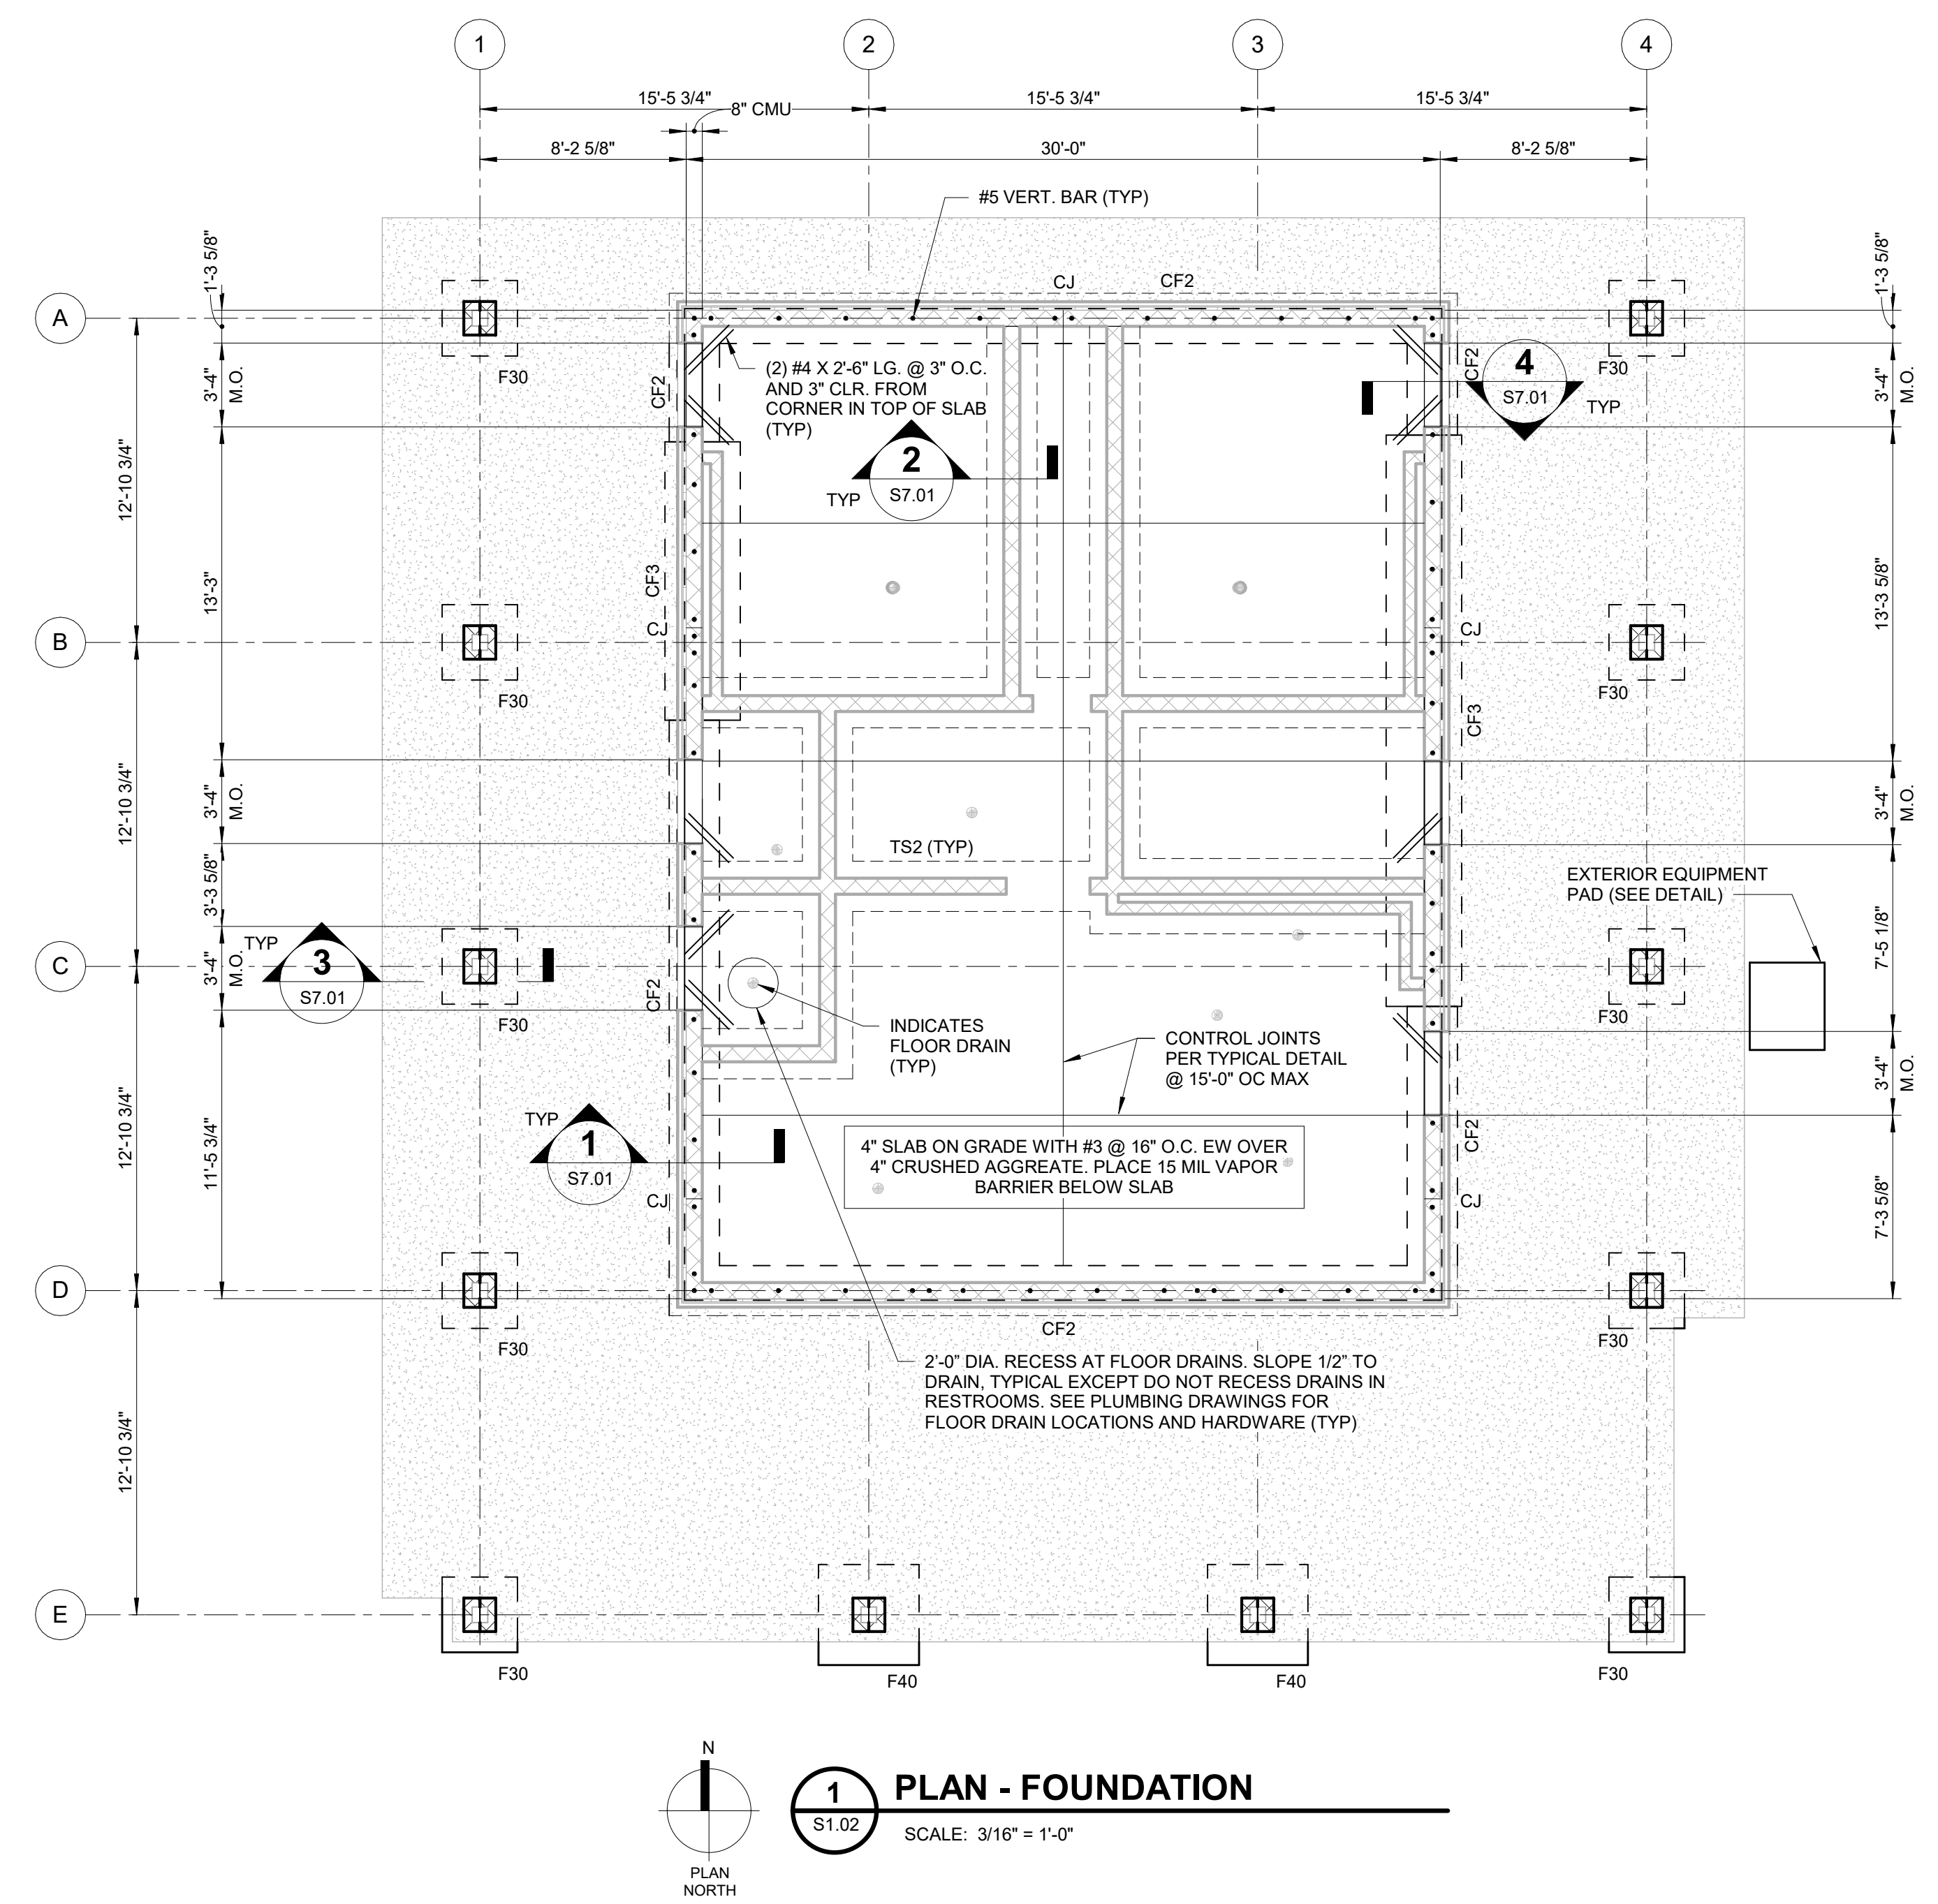 1
2
3
4
15'-5 3/4"
15'-5 3/4"
15'-5 3/4"
8" CMU
8'-2 5/8"
30'-0"
8'-2 5/8"
#5 VERT. BAR (TYP)
1'-3 5/8"
1'-3 5/8"
CJ
CF2
A
F30
F30
3'-4"
M.O.
CF2
(2) #4 X 2'-6" LG. @ 3" O.C.
AND 3" CLR. FROM
CORNER IN TOP OF SLAB
(TYP)
CF2
4
S7.01
TYP
3'-4"
M.O.
2
S7.01
TYP
12'-10 3/4"
13'-3"
CF3
13'-3 5/8"
B
CJ
CJ
F30
F30
CF3
12'-10 3/4"
3'-4"
M.O.
3'-4"
M.O.
TS2 (TYP)
EXTERIOR EQUIPMENT
PAD (SEE DETAIL)
3'-3 5/8"
7'-5 1/8"
C
TYP
3
S7.01
3'-4"
M.O.
CF2
F30
F30
INDICATES
FLOOR DRAIN
(TYP)
CONTROL JOINTS
PER TYPICAL DETAIL
@ 15'-0" OC MAX
3'-4"
M.O.
12'-10 3/4"
11'-5 3/4"
TYP
1
S7.01
CF2
4" SLAB ON GRADE WITH #3 @ 16" O.C. EW OVER
4" CRUSHED AGGREATE. PLACE 15 MIL VAPOR
BARRIER BELOW SLAB
CJ
CJ
7'-3 5/8"
D
F30
F30
CF2
2'-0" DIA. RECESS AT FLOOR DRAINS. SLOPE 1/2" TO
DRAIN, TYPICAL EXCEPT DO NOT RECESS DRAINS IN
RESTROOMS. SEE PLUMBING DRAWINGS FOR
FLOOR DRAIN LOCATIONS AND HARDWARE (TYP)
12'-10 3/4"
E
F30
F40
F40
F30
N
PLAN
NORTH
1
S1.02
PLAN - FOUNDATION
SCALE: 3/16" = 1'-0"